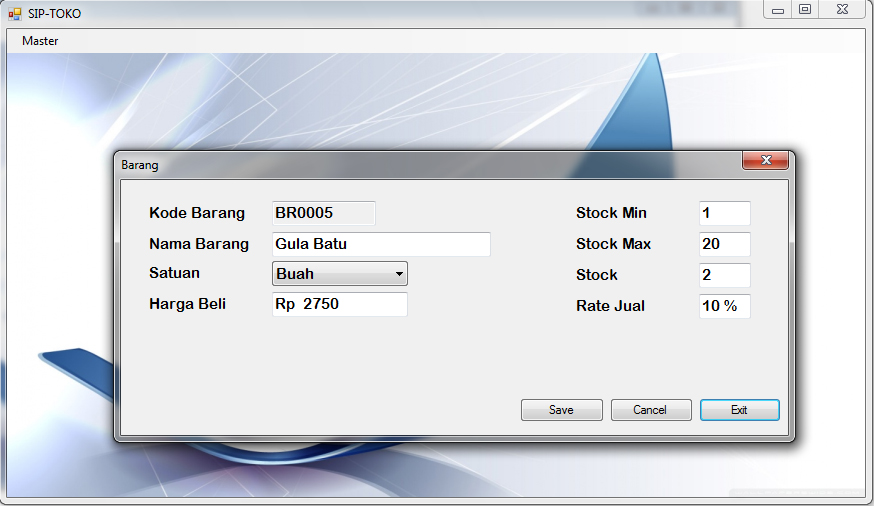 SIP-TOKO
Master
Barang
Kode Barang BR0005 Stock Min 1
Nama Barang Gula Batu Stock Max 20
Satuan Buah Stock 2
Harga Beli Rp 2750 Rate Jual 10 %
Save Cancel Exit